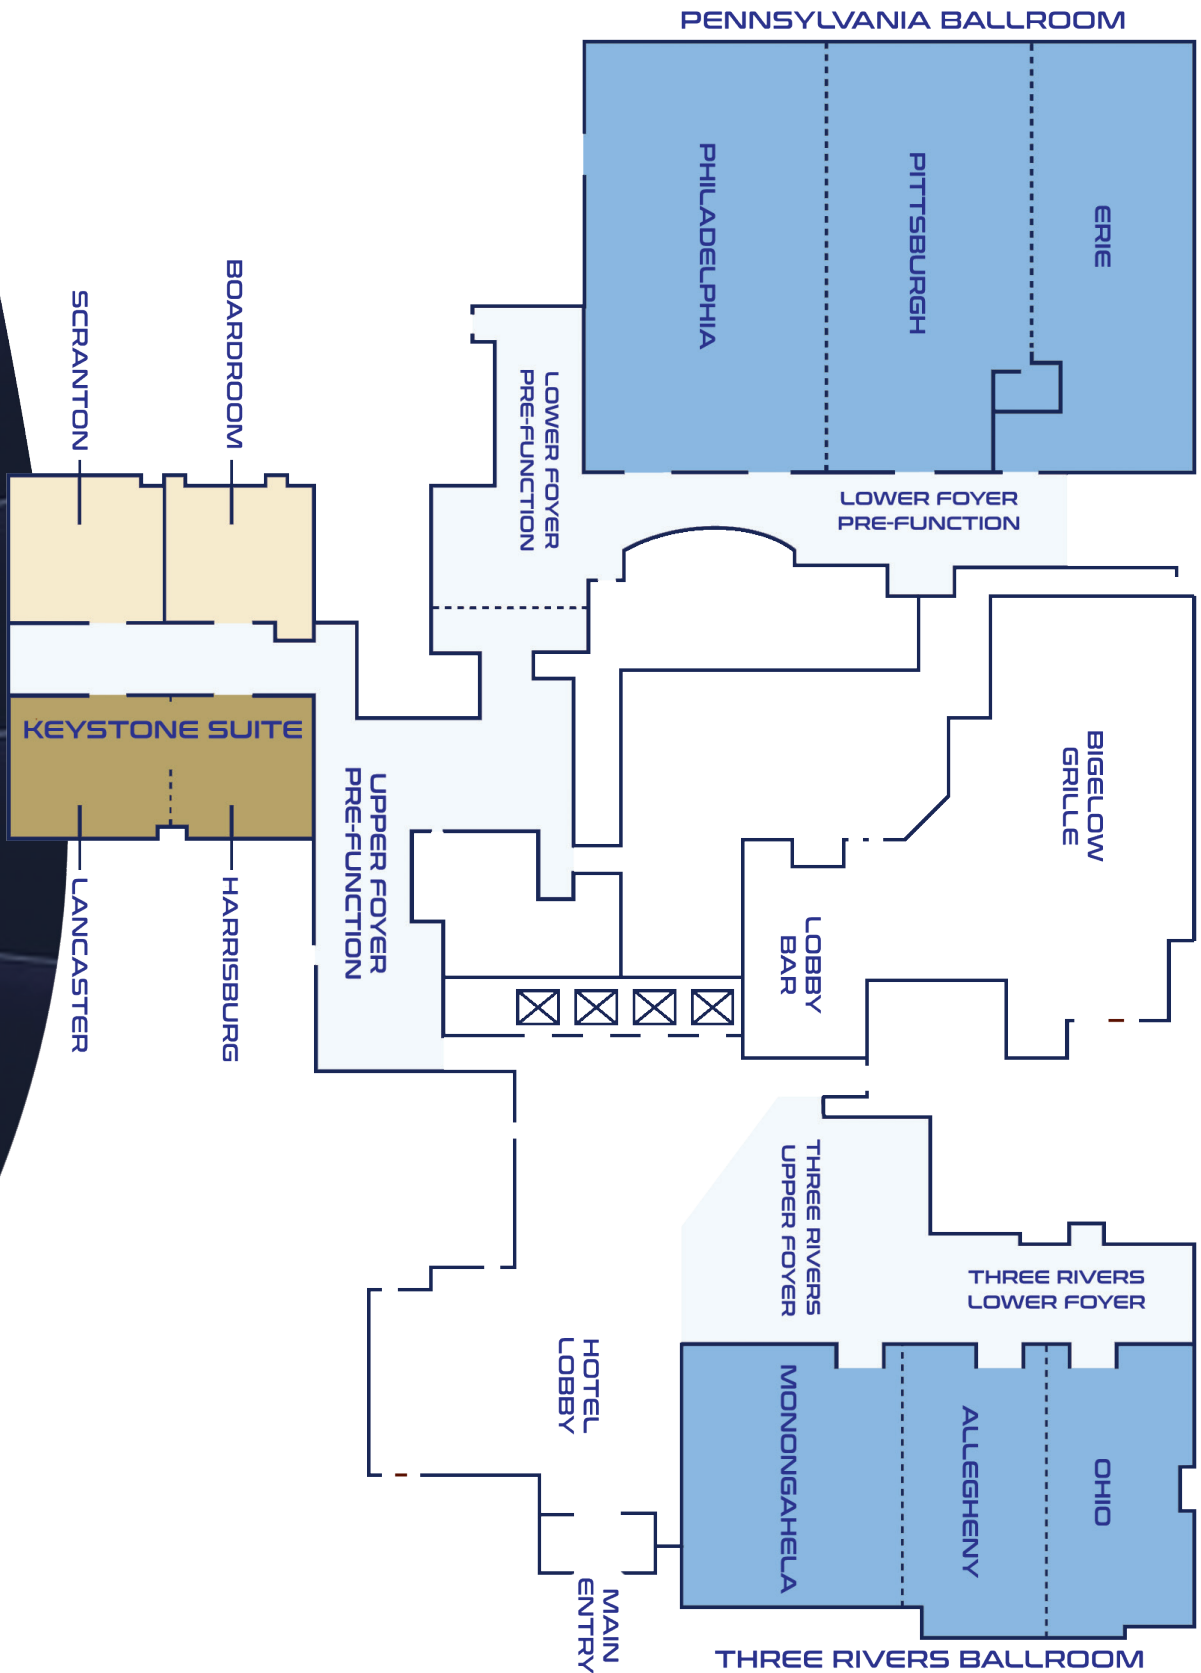 PENNSYLVANIA BALLROOM
PHILADELPHIA
PITTSBURGH
ERIE
SCRANTON
BOARDROOM
LOWER FOYER
PRE-FUNCTION
LOWER FOYER
PRE-FUNCTION
KEYSTONE SUITE
LANCASTER
HARRISBURG
UPPER FOYER
PRE-FUNCTION
BIGELOW
GRILLE
LOBBY
BAR
THREE RIVERS
UPPER FOYER
THREE RIVERS
LOWER FOYER
HOTEL
LOBBY
MONONGAHELA
ALLEGHENY
OHIO
MAIN
ENTRY
THREE RIVERS BALLROOM